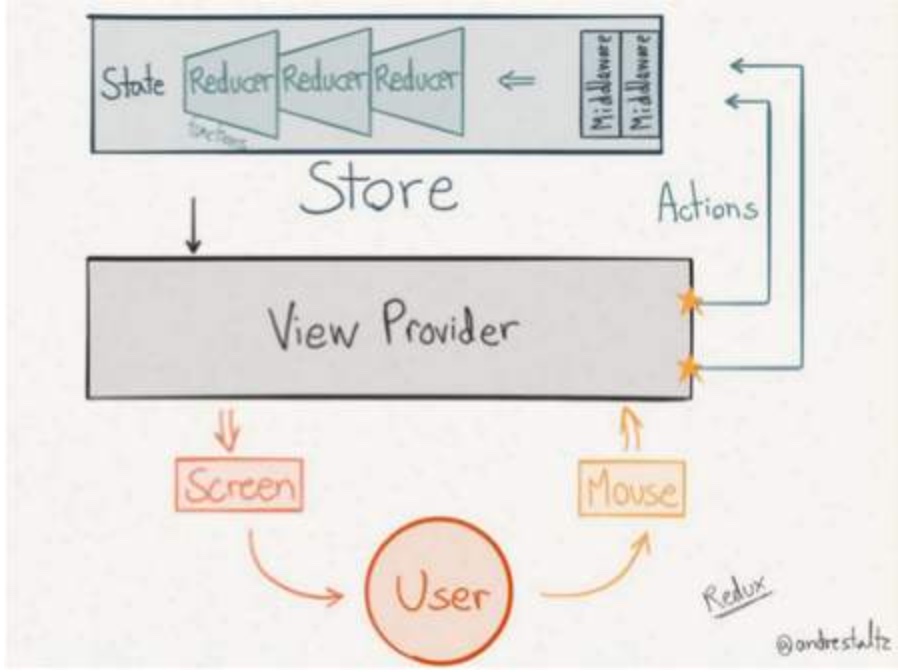 State
Reducer
Reducer
Reducer
functions
Middleware
Middleware
Store
Actions
View Provider
Screen
Mouse
User
Redux
@andrestaltz